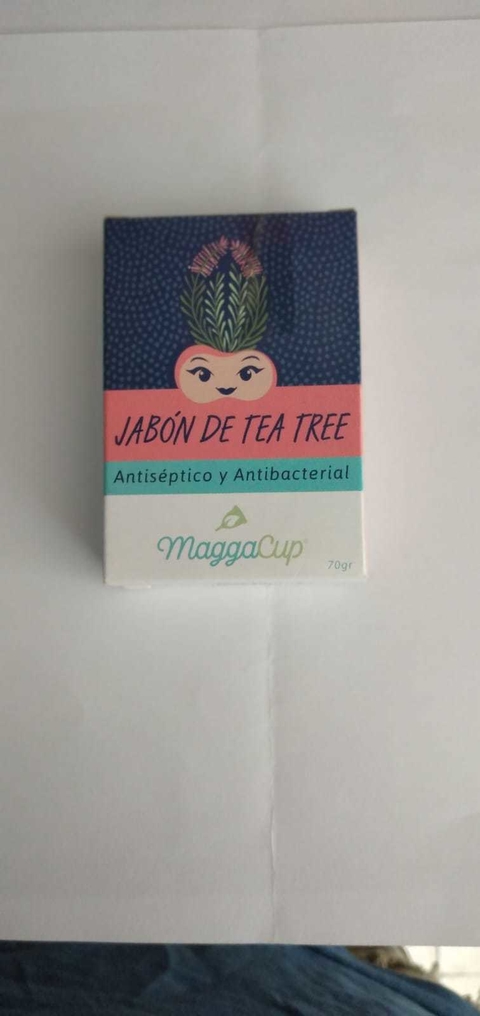 JABÓN DE TEA TREE
Antiséptico y Antibacterial
MaggaCup
70gr